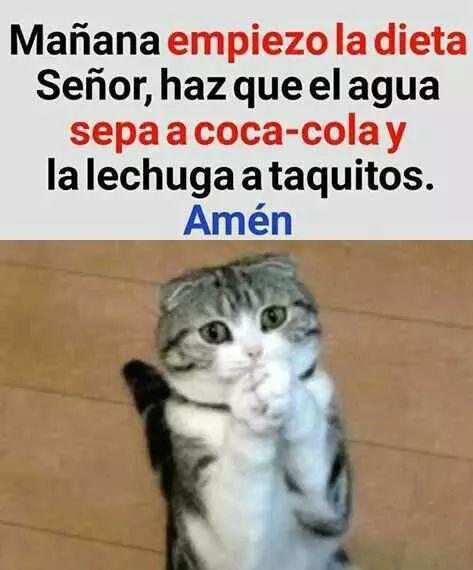 Mañana empiezo la dieta
Señor, haz que el agua
sepa a coca-cola y
la lechuga a taquitos.
Amén